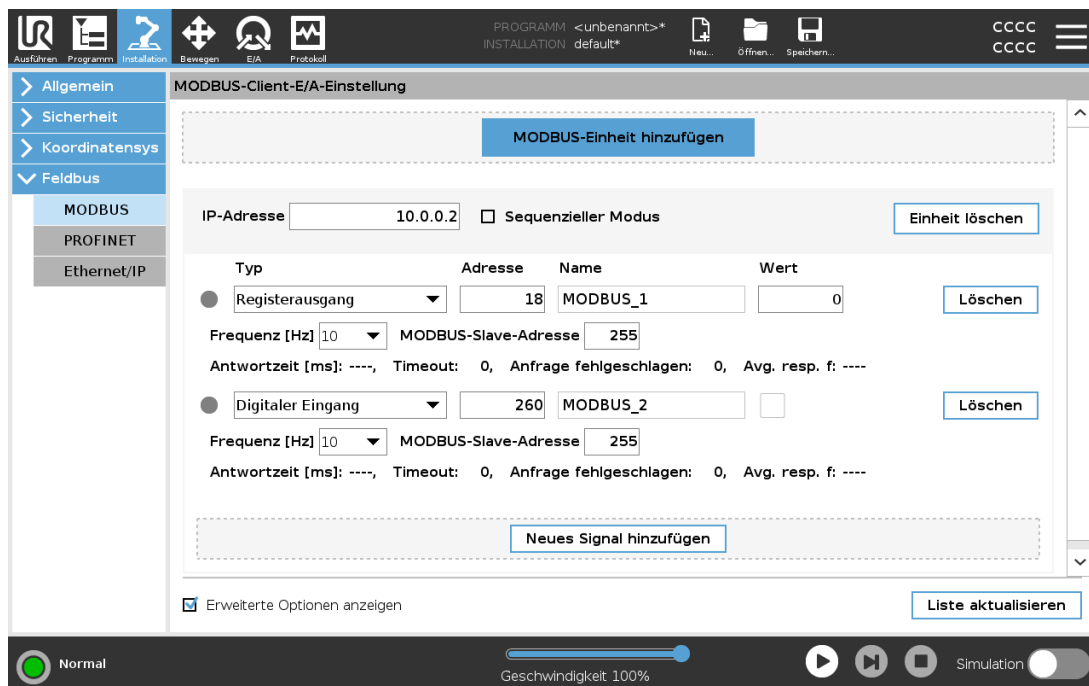 PROGRAMM <unbenannt>*
INSTALLATION default*
CCCC
CCCC
UR
Ausführen Programm Installation Bewegen E/A Protokoll Neu... Öffnen... Speichern...
Allgemein
Sicherheit
Koordinatensys
Feldbus
MODBUS
PROFINET
Ethernet/IP
MODBUS-Client-E/A-Einstellung
MODBUS-Einheit hinzufügen
IP-Adresse 10.0.0.2 Sequenzieller Modus Einheit löschen
Typ Adresse Name Wert
Registerausgang 18 MODBUS_1 0 Löschen
Frequenz [Hz] 10 MODBUS-Slave-Adresse 255
Antwortzeit [ms]: ----, Timeout: 0, Anfrage fehlgeschlagen: 0, Avg. resp. f: ----
Digitaler Eingang 260 MODBUS_2 Löschen
Frequenz [Hz] 10 MODBUS-Slave-Adresse 255
Antwortzeit [ms]: ----, Timeout: 0, Anfrage fehlgeschlagen: 0, Avg. resp. f: ----
Neues Signal hinzufügen
Erweiterte Optionen anzeigen Liste aktualisieren
Normal Geschwindigkeit 100% Simulation